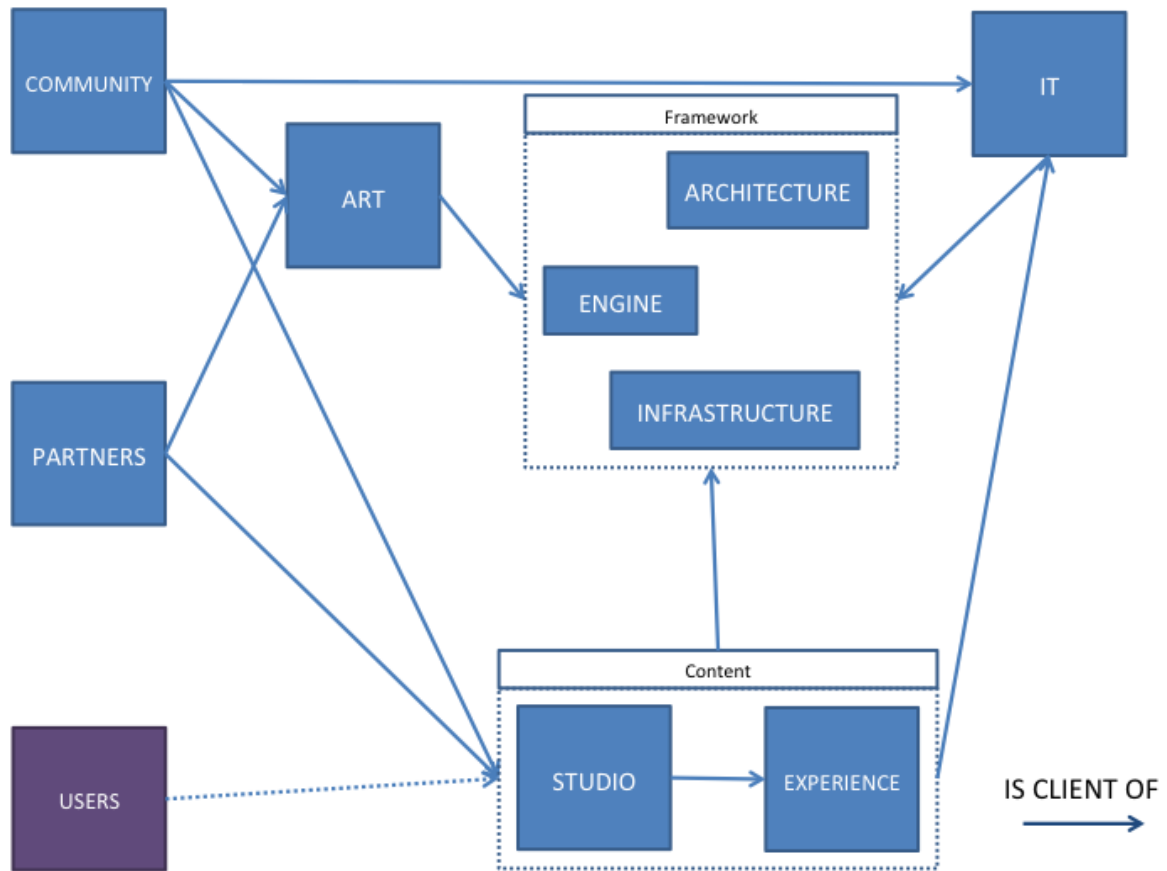 COMMUNITY
IT
Framework
ARCHITECTURE
ART
ENGINE
INFRASTRUCTURE
PARTNERS
Content
STUDIO
EXPERIENCE
USERS
IS CLIENT OF